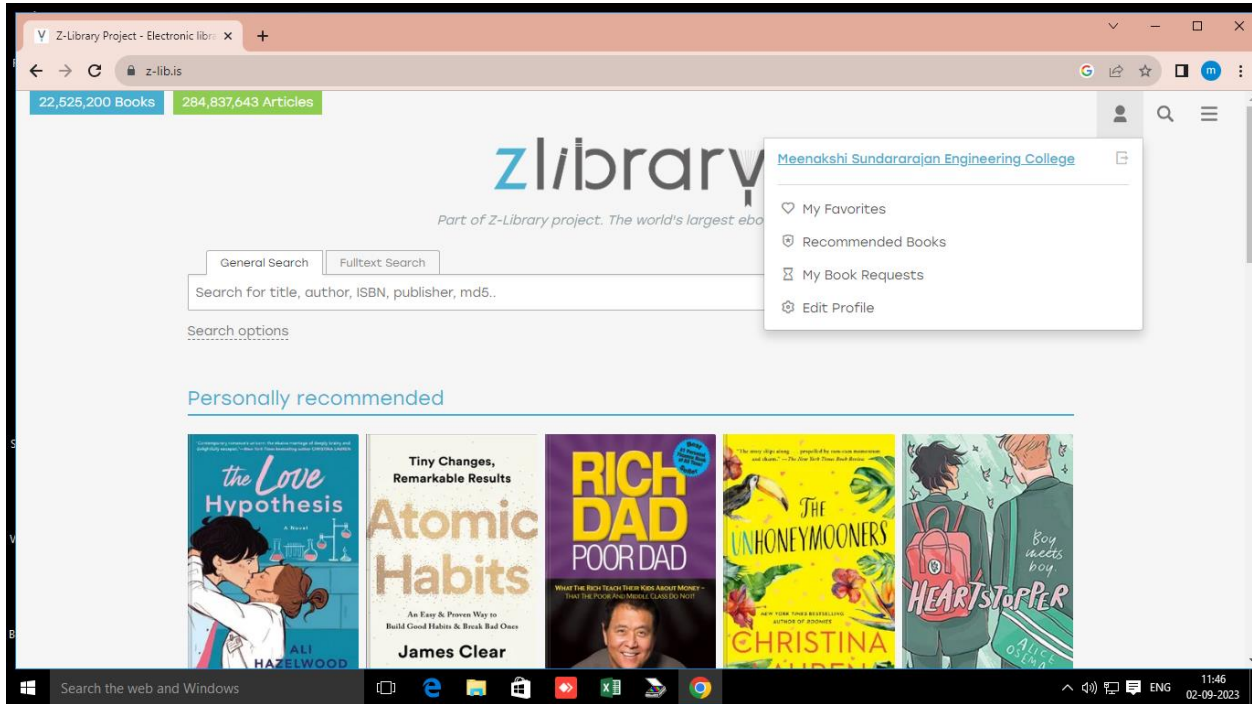 Z-Library Project - Electronic libra
z-lib.is
m
22,525,200 Books
284,837,643 Articles
zlibrary
Part of Z-Library project. The world's largest ebo
Meenakshi Sundararajan Engineering College
My Favorites
Recommended Books
My Book Requests
Edit Profile
General Search
Fulltext Search
Search for title, author, ISBN, publisher, md5..
Search options
Personally recommended
the Love
Hypothesis
A Novel
ALI
HAZELWOOD
Tiny Changes,
Remarkable Results
Atomic
Habits
An Easy & Proven Way to
Build Good Habits & Break Bad Ones
James Clear
RICH
DAD
POOR DAD
WHAT THE RICH TEACH THEIR KIDS ABOUT MONEY –
THAT THE POOR AND MIDDLE CLASS DO NOT!
THE
UNHONEYMOONERS
NEW YORK TIMES BESTSELLING
AUTHOR OF ROOMIES
CHRISTINA
LAUREN
Boy
meets
boy.
HEARTSTOPPER
ALICE
OSEMAN
Search the web and Windows
ENG
11:46
02-09-2023